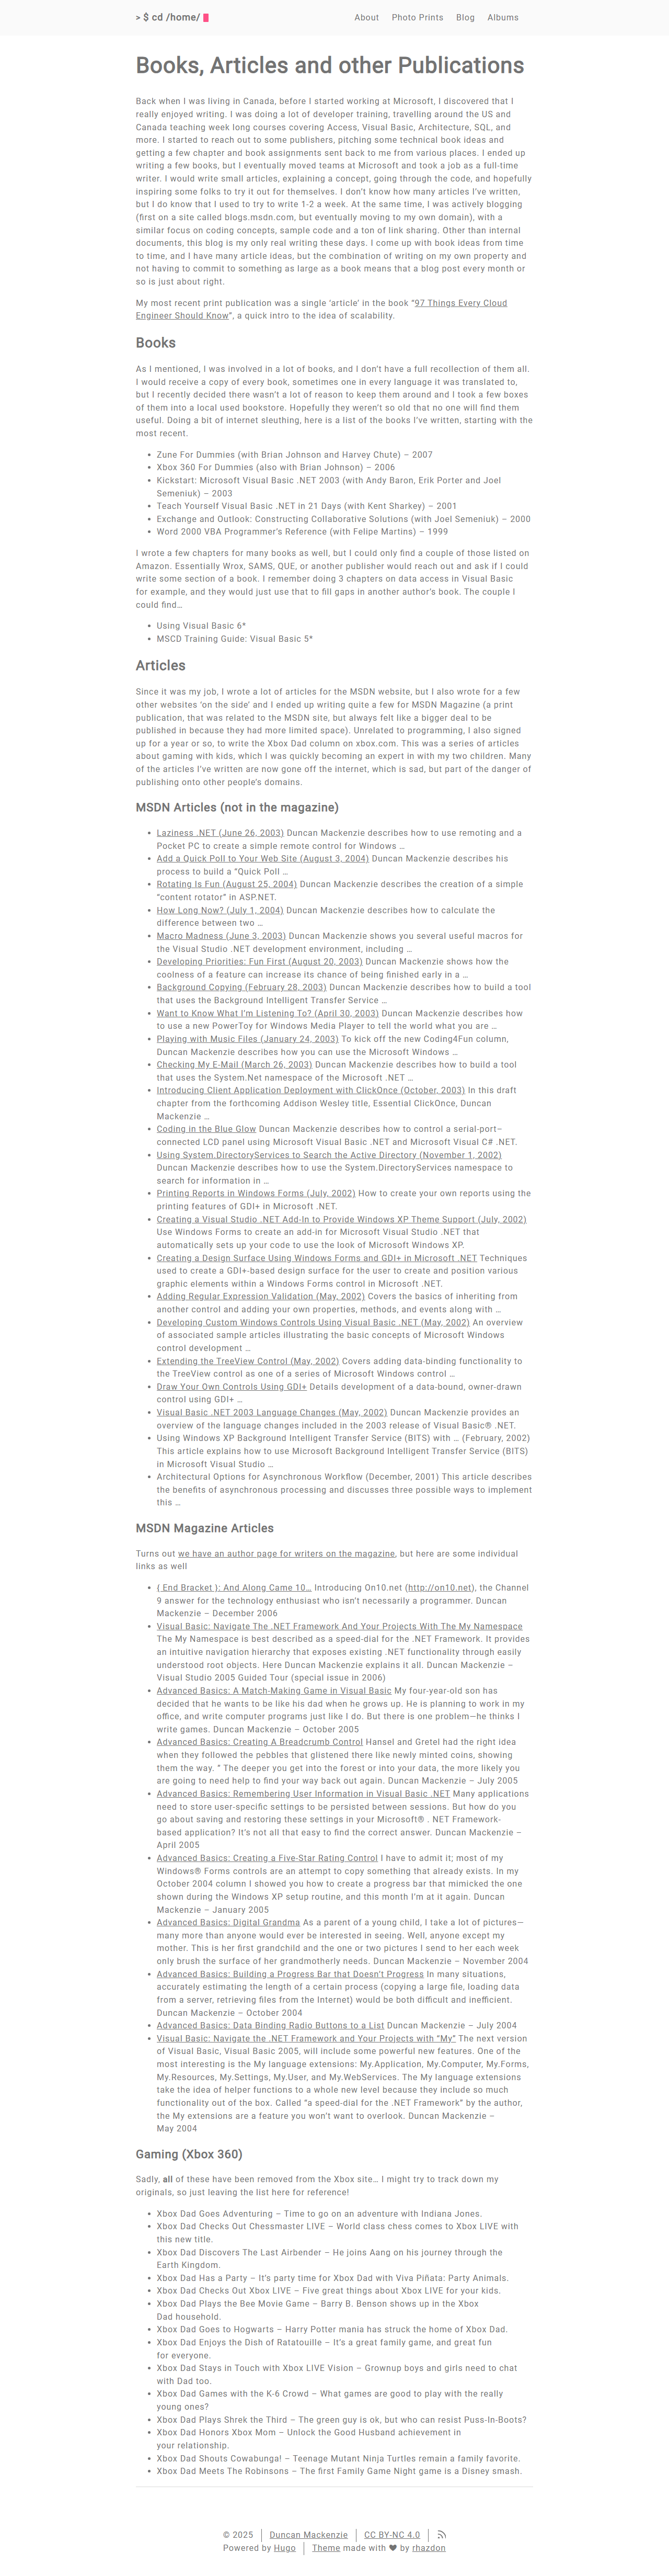 > $ cd /home/
About Photo Prints Blog Albums
Books, Articles and other Publications
Back when I was living in Canada, before I started working at Microsoft, I discovered that I
really enjoyed writing. I was doing a lot of developer training, travelling around the US and
Canada teaching week long courses covering Access, Visual Basic, Architecture, SQL, and
more. I started to reach out to some publishers, pitching some technical book ideas and
getting a few chapter and book assignments sent back to me from various places. I ended up
writing a few books, but I eventually moved teams at Microsoft and took a job as a full-time
writer. I would write small articles, explaining a concept, going through the code, and hopefully
inspiring some folks to try it out for themselves. I don't know how many articles I've written,
but I do know that I used to try to write 1-2 a week. At the same time, I was actively blogging
(first on a site called blogs.msdn.com, but eventually moving to my own domain), with a
similar focus on coding concepts, sample code and a ton of link sharing. Other than internal
documents, this blog is my only real writing these days. I come up with book ideas from time
to time, and I have many article ideas, but the combination of writing on my own property and
not having to commit to something as large as a book means that a blog post every month or
so is just about right.
My most recent print publication was a single 'article' in the book “97 Things Every Cloud
Engineer Should Know”, a quick intro to the idea of scalability.
Books
As I mentioned, I was involved in a lot of books, and I don't have a full recollection of them all.
I would receive a copy of every book, sometimes one in every language it was translated to,
but I recently decided there wasn't a lot of reason to keep them around and I took a few boxes
of them into a local used bookstore. Hopefully they weren't so old that no one will find them
useful. Doing a bit of internet sleuthing, here is a list of the books I've written, starting with the
most recent.
• Zune For Dummies (with Brian Johnson and Harvey Chute) – 2007
• Xbox 360 For Dummies (also with Brian Johnson) – 2006
• Kickstart: Microsoft Visual Basic .NET 2003 (with Andy Baron, Erik Porter and Joel
Semeniuk) – 2003
• Teach Yourself Visual Basic .NET in 21 Days (with Kent Sharkey) – 2001
• Exchange and Outlook: Constructing Collaborative Solutions (with Joel Semeniuk) – 2000
• Word 2000 VBA Programmer's Reference (with Felipe Martins) – 1999
I wrote a few chapters for many books as well, but I could only find a couple of those listed on
Amazon. Essentially Wrox, SAMS, QUE, or another publisher would reach out and ask if I could
write some section of a book. I remember doing 3 chapters on data access in Visual Basic
for example, and they would just use that to fill gaps in another author's book. The couple I
could find…
• Using Visual Basic 6*
• MSCD Training Guide: Visual Basic 5*
Articles
Since it was my job, I wrote a lot of articles for the MSDN website, but I also wrote for a few
other websites 'on the side' and I ended up writing quite a few for MSDN Magazine (a print
publication, that was related to the MSDN site, but always felt like a bigger deal to be
published in because they had more limited space). Unrelated to programming, I also signed
up for a year or so, to write the Xbox Dad column on xbox.com. This was a series of articles
about gaming with kids, which I was quickly becoming an expert in with my two children. Many
of the articles I've written are now gone off the internet, which is sad, but part of the danger of
publishing onto other people's domains.
MSDN Articles (not in the magazine)
• Laziness .NET (June 26, 2003) Duncan Mackenzie describes how to use remoting and a
Pocket PC to create a simple remote control for Windows …
• Add a Quick Poll to Your Web Site (August 3, 2004) Duncan Mackenzie describes his
process to build a “Quick Poll …
• Rotating Is Fun (August 25, 2004) Duncan Mackenzie describes the creation of a simple
“content rotator” in ASP.NET.
• How Long Now? (July 1, 2004) Duncan Mackenzie describes how to calculate the
difference between two …
• Macro Madness (June 3, 2003) Duncan Mackenzie shows you several useful macros for
the Visual Studio .NET development environment, including …
• Developing Priorities: Fun First (August 20, 2003) Duncan Mackenzie shows how the
coolness of a feature can increase its chance of being finished early in a …
• Background Copying (February 28, 2003) Duncan Mackenzie describes how to build a tool
that uses the Background Intelligent Transfer Service …
• Want to Know What I'm Listening To? (April 30, 2003) Duncan Mackenzie describes how
to use a new PowerToy for Windows Media Player to tell the world what you are …
• Playing with Music Files (January 24, 2003) To kick off the new Coding4Fun column,
Duncan Mackenzie describes how you can use the Microsoft Windows …
• Checking My E-Mail (March 26, 2003) Duncan Mackenzie describes how to build a tool
that uses the System.Net namespace of the Microsoft .NET …
• Introducing Client Application Deployment with ClickOnce (October, 2003) In this draft
chapter from the forthcoming Addison Wesley title, Essential ClickOnce, Duncan
Mackenzie …
• Coding in the Blue Glow Duncan Mackenzie describes how to control a serial-port–
connected LCD panel using Microsoft Visual Basic .NET and Microsoft Visual C# .NET.
• Using System.DirectoryServices to Search the Active Directory (November 1, 2002)
Duncan Mackenzie describes how to use the System.DirectoryServices namespace to
search for information in …
• Printing Reports in Windows Forms (July, 2002) How to create your own reports using the
printing features of GDI+ in Microsoft .NET.
• Creating a Visual Studio .NET Add-In to Provide Windows XP Theme Support (July, 2002)
Use Windows Forms to create an add-in for Microsoft Visual Studio .NET that
automatically sets up your code to use the look of Microsoft Windows XP.
• Creating a Design Surface Using Windows Forms and GDI+ in Microsoft .NET Techniques
used to create a GDI+-based design surface for the user to create and position various
graphic elements within a Windows Forms control in Microsoft .NET.
• Adding Regular Expression Validation (May, 2002) Covers the basics of inheriting from
another control and adding your own properties, methods, and events along with …
• Developing Custom Windows Controls Using Visual Basic .NET (May, 2002) An overview
of associated sample articles illustrating the basic concepts of Microsoft Windows
control development …
• Extending the TreeView Control (May, 2002) Covers adding data-binding functionality to
the TreeView control as one of a series of Microsoft Windows control …
• Draw Your Own Controls Using GDI+ Details development of a data-bound, owner-drawn
control using GDI+ …
• Visual Basic .NET 2003 Language Changes (May, 2002) Duncan Mackenzie provides an
overview of the language changes included in the 2003 release of Visual Basic® .NET.
• Using Windows XP Background Intelligent Transfer Service (BITS) with … (February, 2002)
This article explains how to use Microsoft Background Intelligent Transfer Service (BITS)
in Microsoft Visual Studio …
• Architectural Options for Asynchronous Workflow (December, 2001) This article describes
the benefits of asynchronous processing and discusses three possible ways to implement
this …
MSDN Magazine Articles
Turns out we have an author page for writers on the magazine, but here are some individual
links as well
• { End Bracket }: And Along Came 10… Introducing On10.net (http://on10.net), the Channel
9 answer for the technology enthusiast who isn't necessarily a programmer. Duncan
Mackenzie – December 2006
• Visual Basic: Navigate The .NET Framework And Your Projects With The My Namespace
The My Namespace is best described as a speed-dial for the .NET Framework. It provides
an intuitive navigation hierarchy that exposes existing .NET functionality through easily
understood root objects. Here Duncan Mackenzie explains it all. Duncan Mackenzie –
Visual Studio 2005 Guided Tour (special issue in 2006)
• Advanced Basics: A Match-Making Game in Visual Basic My four-year-old son has
decided that he wants to be like his dad when he grows up. He is planning to work in my
office, and write computer programs just like I do. But there is one problem—he thinks I
write games. Duncan Mackenzie – October 2005
• Advanced Basics: Creating A Breadcrumb Control Hansel and Gretel had the right idea
when they followed the pebbles that glistened there like newly minted coins, showing
them the way. ” The deeper you get into the forest or into your data, the more likely you
are going to need help to find your way back out again. Duncan Mackenzie – July 2005
• Advanced Basics: Remembering User Information in Visual Basic .NET Many applications
need to store user-specific settings to be persisted between sessions. But how do you
go about saving and restoring these settings in your Microsoft® . NET Framework-
based application? It's not all that easy to find the correct answer. Duncan Mackenzie –
April 2005
• Advanced Basics: Creating a Five-Star Rating Control I have to admit it; most of my
Windows® Forms controls are an attempt to copy something that already exists. In my
October 2004 column I showed you how to create a progress bar that mimicked the one
shown during the Windows XP setup routine, and this month I'm at it again. Duncan
Mackenzie – January 2005
• Advanced Basics: Digital Grandma As a parent of a young child, I take a lot of pictures—
many more than anyone would ever be interested in seeing. Well, anyone except my
mother. This is her first grandchild and the one or two pictures I send to her each week
only brush the surface of her grandmotherly needs. Duncan Mackenzie – November 2004
• Advanced Basics: Building a Progress Bar that Doesn't Progress In many situations,
accurately estimating the length of a certain process (copying a large file, loading data
from a server, retrieving files from the Internet) would be both difficult and inefficient.
Duncan Mackenzie – October 2004
• Advanced Basics: Data Binding Radio Buttons to a List Duncan Mackenzie – July 2004
• Visual Basic: Navigate the .NET Framework and Your Projects with “My” The next version
of Visual Basic, Visual Basic 2005, will include some powerful new features. One of the
most interesting is the My language extensions: My.Application, My.Computer, My.Forms,
My.Resources, My.Settings, My.User, and My.WebServices. The My language extensions
take the idea of helper functions to a whole new level because they include so much
functionality out of the box. Called “a speed-dial for the .NET Framework” by the author,
the My extensions are a feature you won't want to overlook. Duncan Mackenzie –
May 2004
Gaming (Xbox 360)
Sadly, all of these have been removed from the Xbox site… I might try to track down my
originals, so just leaving the list here for reference!
• Xbox Dad Goes Adventuring – Time to go on an adventure with Indiana Jones.
• Xbox Dad Checks Out Chessmaster LIVE – World class chess comes to Xbox LIVE with
this new title.
• Xbox Dad Discovers The Last Airbender – He joins Aang on his journey through the
Earth Kingdom.
• Xbox Dad Has a Party – It's party time for Xbox Dad with Viva Piñata: Party Animals.
• Xbox Dad Checks Out Xbox LIVE – Five great things about Xbox LIVE for your kids.
• Xbox Dad Plays the Bee Movie Game – Barry B. Benson shows up in the Xbox
Dad household.
• Xbox Dad Goes to Hogwarts – Harry Potter mania has struck the home of Xbox Dad.
• Xbox Dad Enjoys the Dish of Ratatouille – It's a great family game, and great fun
for everyone.
• Xbox Dad Stays in Touch with Xbox LIVE Vision – Grownup boys and girls need to chat
with Dad too.
• Xbox Dad Games with the K-6 Crowd – What games are good to play with the really
young ones?
• Xbox Dad Plays Shrek the Third – The green guy is ok, but who can resist Puss-In-Boots?
• Xbox Dad Honors Xbox Mom – Unlock the Good Husband achievement in
your relationship.
• Xbox Dad Shouts Cowabunga! – Teenage Mutant Ninja Turtles remain a family favorite.
• Xbox Dad Meets The Robinsons – The first Family Game Night game is a Disney smash.
© 2025 Duncan Mackenzie CC BY-NC 4.0
Powered by Hugo Theme made with ❤ by rhazdon